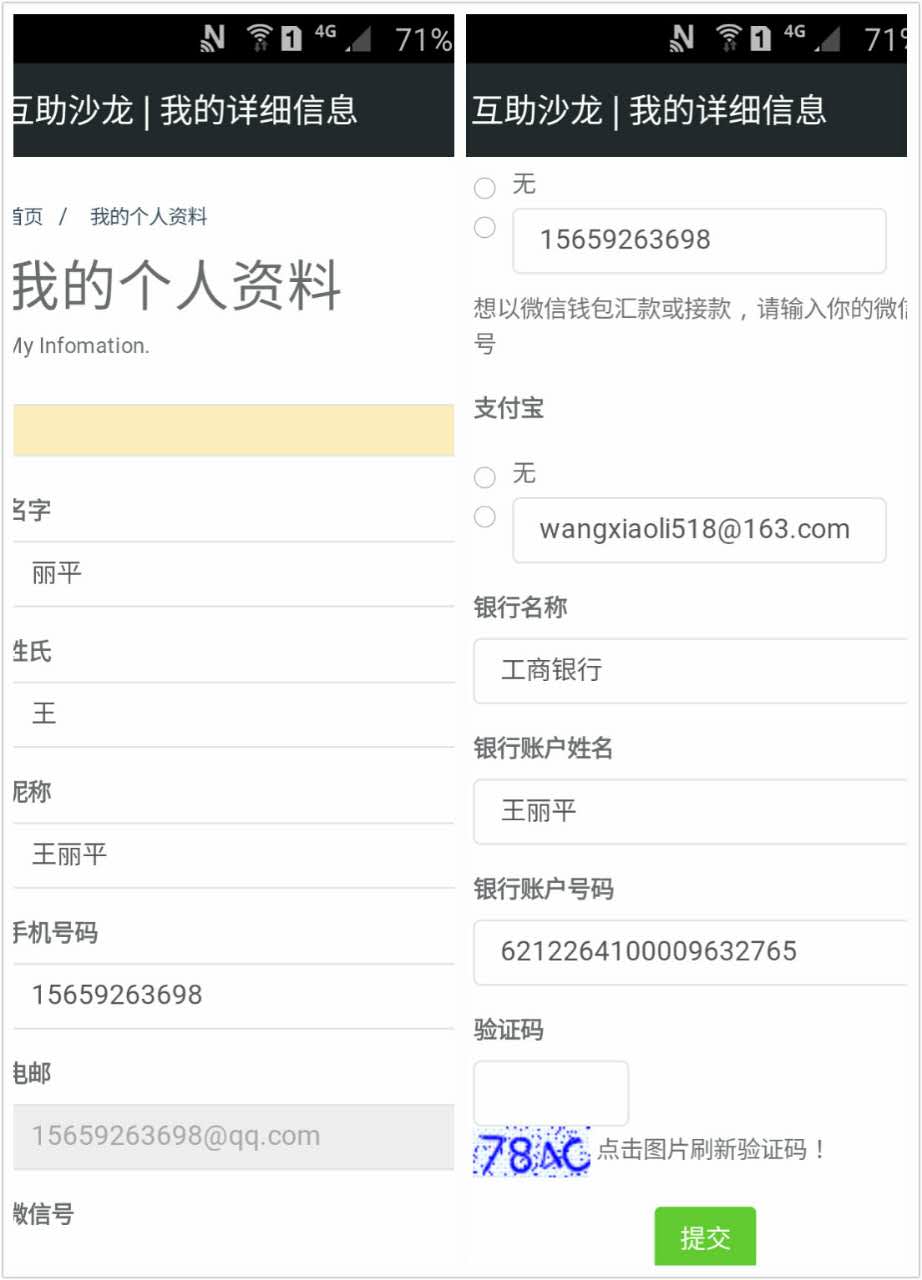 4G 71%
互助沙龙 | 我的详细信息
首页 / 我的个人资料
我的个人资料
My Infomation.
名字
丽平
姓氏
王
昵称
王丽平
手机号码
15659263698
电邮
15659263698@qq.com
微信号
4G 71%
互助沙龙 | 我的详细信息
无
15659263698
想以微信钱包汇款或接款，请输入你的微信
号
支付宝
无
wangxiaoli518@163.com
银行名称
工商银行
银行账户姓名
王丽平
银行账户号码
6212264100009632765
验证码
78AC 点击图片刷新验证码！
提交